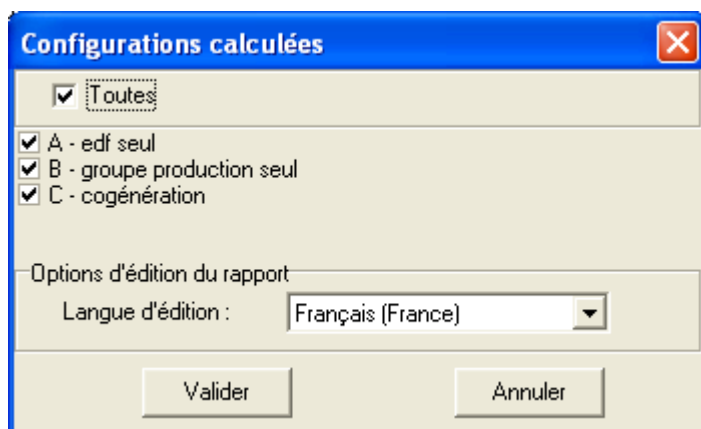 Configurations calculées
Toutes
A - edf seul
B - groupe production seul
C - cogénération
Options d'édition du rapport
Langue d'édition : Français (France)
Valider Annuler